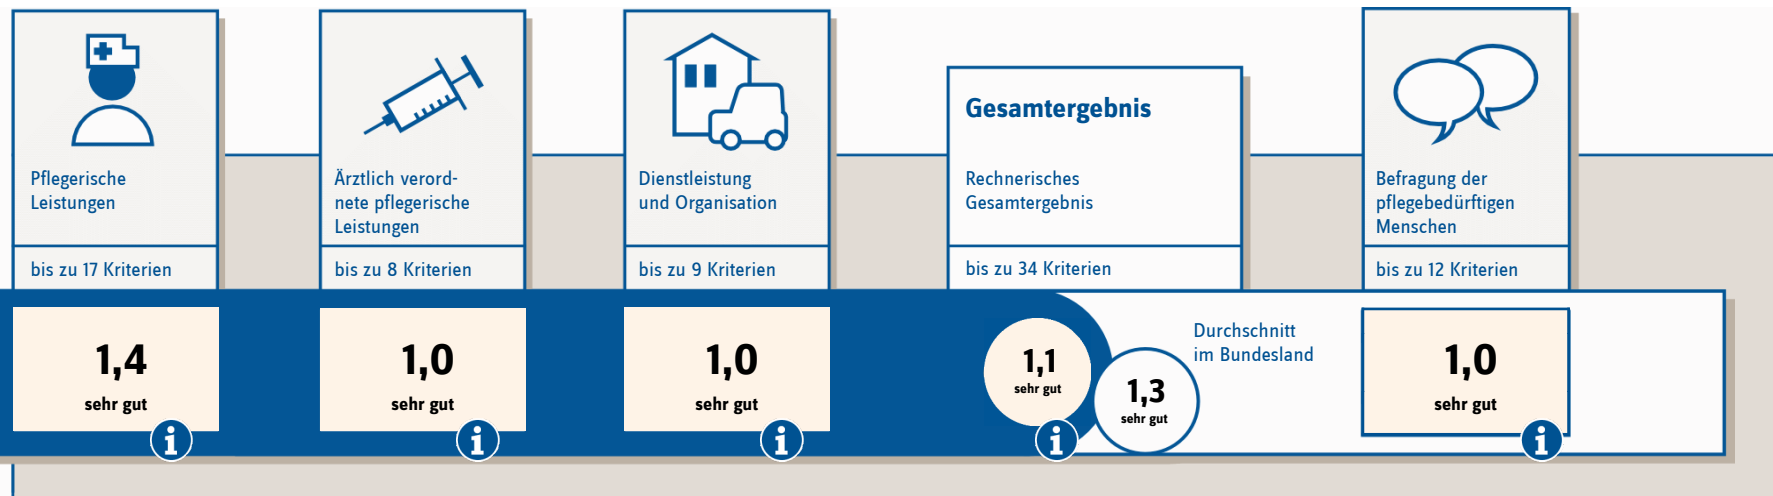 Pflegerische
Leistungen
bis zu 17 Kriterien
1,4
sehr gut
i
Ärztlich verord-
nete pflegerische
Leistungen
bis zu 8 Kriterien
1,0
sehr gut
i
Dienstleistung
und Organisation
bis zu 9 Kriterien
1,0
sehr gut
i
Gesamtergebnis
Rechnerisches
Gesamtergebnis
bis zu 34 Kriterien
1,1
sehr gut
i
1,3
sehr gut
Durchschnitt
im Bundesland
Befragung der
pflegebedürftigen
Menschen
bis zu 12 Kriterien
1,0
sehr gut
i